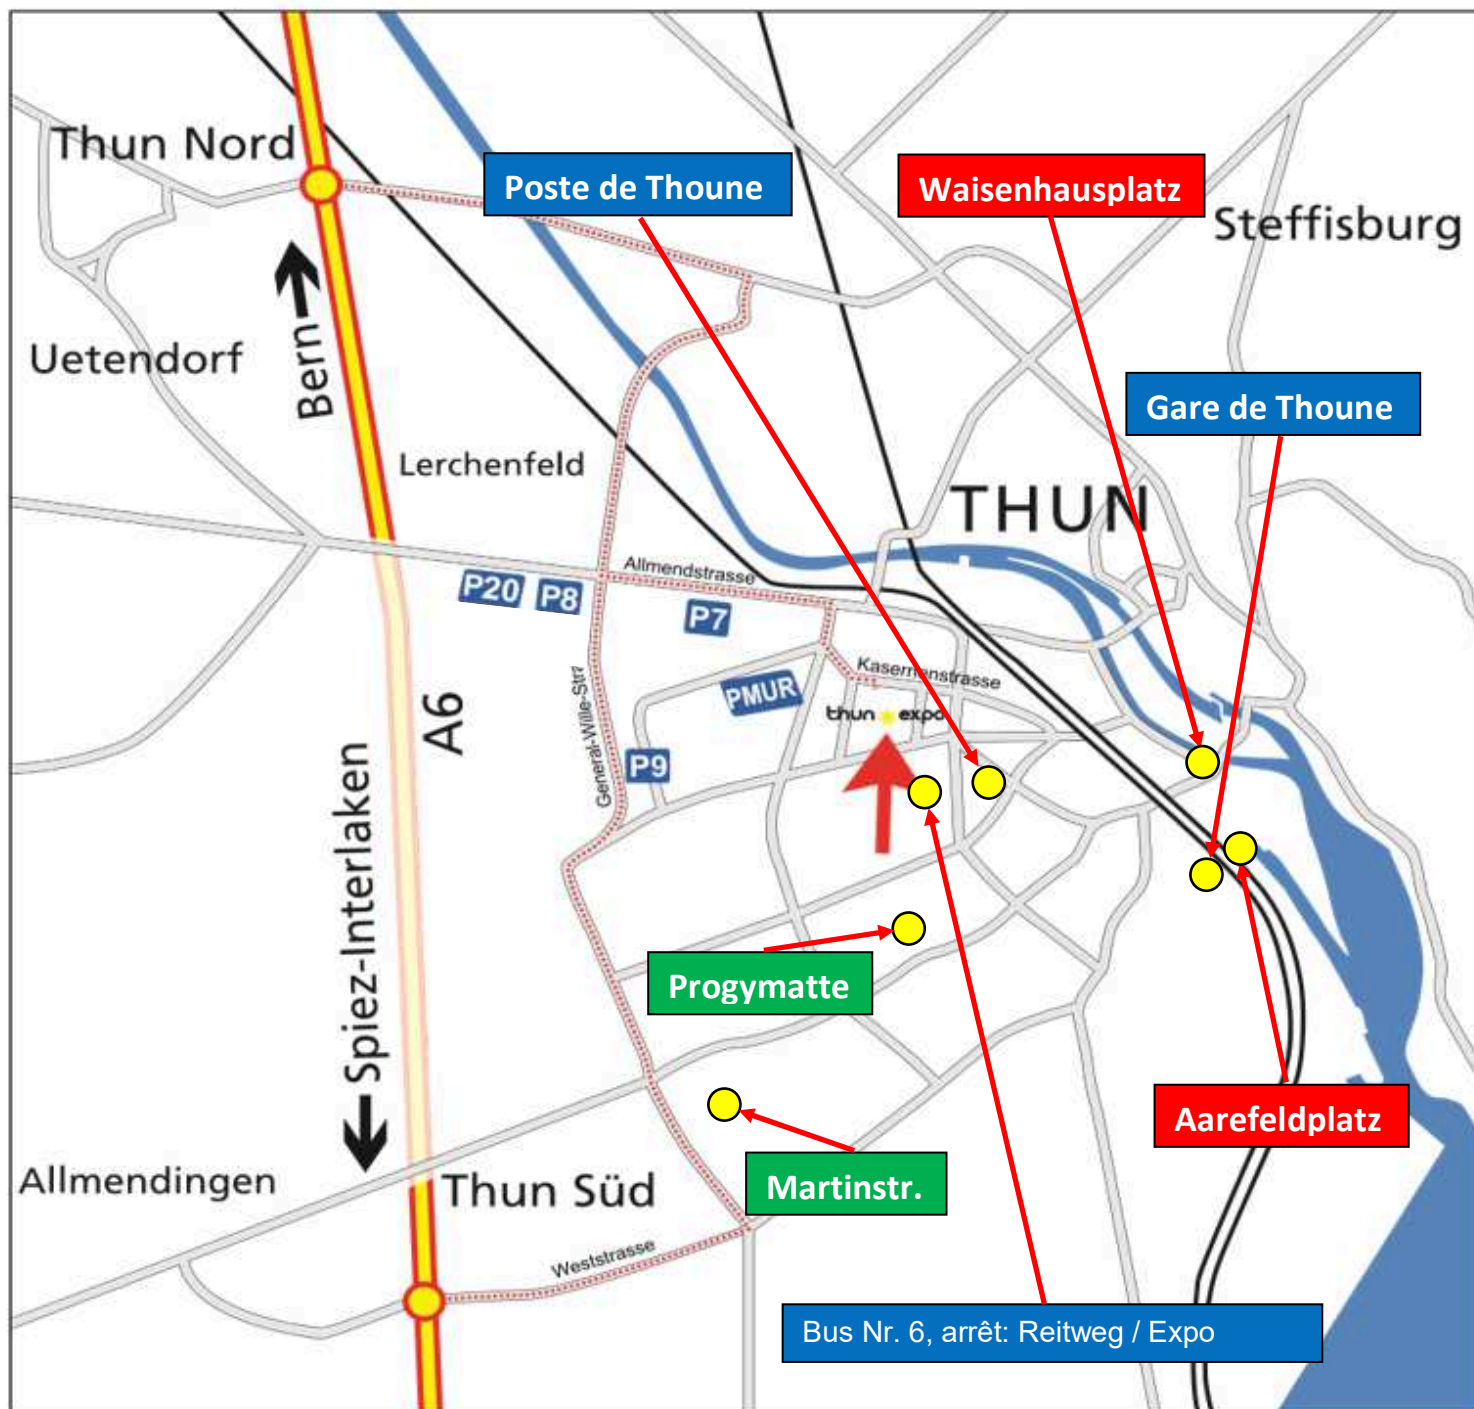 Thun Nord
Poste de Thoune
Waisenhausplatz
Steffisburg
Bern
Uetendorf
Gare de Thoune
Lerchenfeld
THUN
Allmendstrasse
P20
P8
P7
Kasernenstrasse
PMUR
General-Wille-Str
thun expo
A6
P9
Spiez-Interlaken
Progymatte
Aarefeldplatz
Martinstr.
Allmendingen
Thun Süd
Weststrasse
Bus Nr. 6, arrêt: Reitweg / Expo